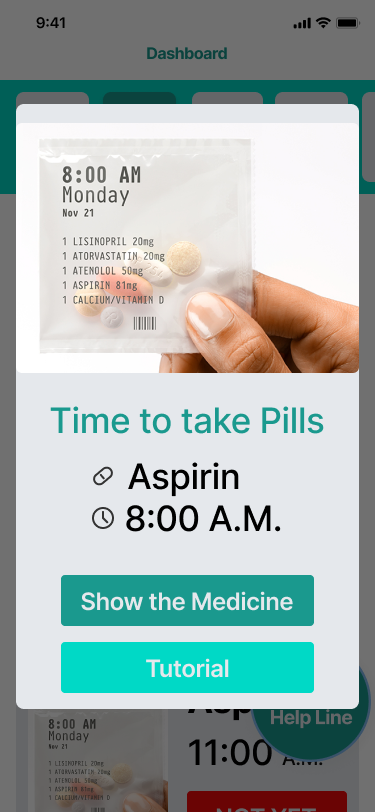 9:41
Dashboard
8:00 AM
Monday
Nov 21
1 LISINOPRIL 20mg
1 ATORVASTATIN 20mg
1 ATENOLOL 50mg
1 ASPIRIN 81mg
1 CALCIUM/VITAMIN D
Time to take Pills
Aspirin
8:00 A.M.
Show the Medicine
Tutorial
Help Line
8:00 AM
Monday
Nov 21
1 LISINOPRIL 20mg
1 ATORVASTATIN 20mg
1 ATENOLOL 50mg
1 ASPIRIN 81mg
1 CALCIUM/VITAMIN D
11:00 A.M.
NOT YET